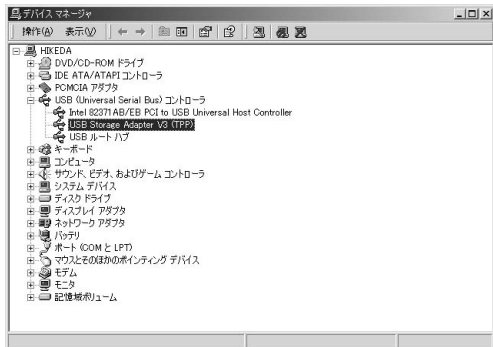 デバイス マネージャ
操作(A) 表示(V)
HIKEDA
DVD/CD-ROM ドライブ
IDE ATA/ATAPI コントローラ
PCMCIA アダプタ
USB (Universal Serial Bus) コントローラ
Intel 82371AB/EB PCI to USB Universal Host Controller
USB Storage Adapter V3 (TPP)
USB ルート ハブ
キーボード
コンピュータ
サウンド、ビデオ、およびゲーム コントローラ
システム デバイス
ディスク ドライブ
ディスプレイ アダプタ
ネットワーク アダプタ
バッテリ
ポート (COM と LPT)
マウスとそのほかのポインティング デバイス
モデム
モニタ
記憶域ボリューム